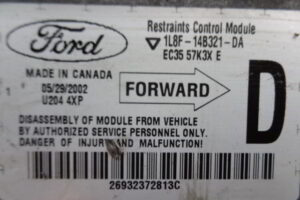 Ford
Restraints Control Module
1L8F-14B321-DA
EC35 57K3X E
MADE IN CANADA
05/29/2002
U204 4XP
FORWARD
D
DISASSEMBLY OF MODULE FROM VEHICLE
BY AUTHORIZED SERVICE PERSONNEL ONLY.
DANGER OF INJURY AND MALFUNCTION!
26932372813C